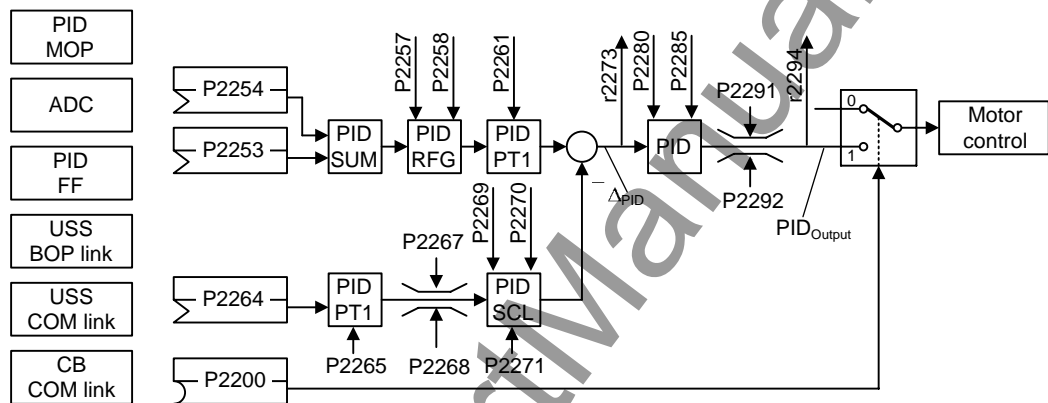 PID
MOP
ADC
PID
FF
USS
BOP link
USS
COM link
CB
COM link
P2254
P2253
P2264
P2200
PID
SUM
P2257
P2258
PID
RFG
P2261
PID
PT1
r2273
P2280
P2285
PID
P2291
P2292
r2294
0
1
Motor
control
− ΔPID
PIDOutput
PID
PT1
P2265
P2267
P2268
P2269
P2270
PID
SCL
P2271